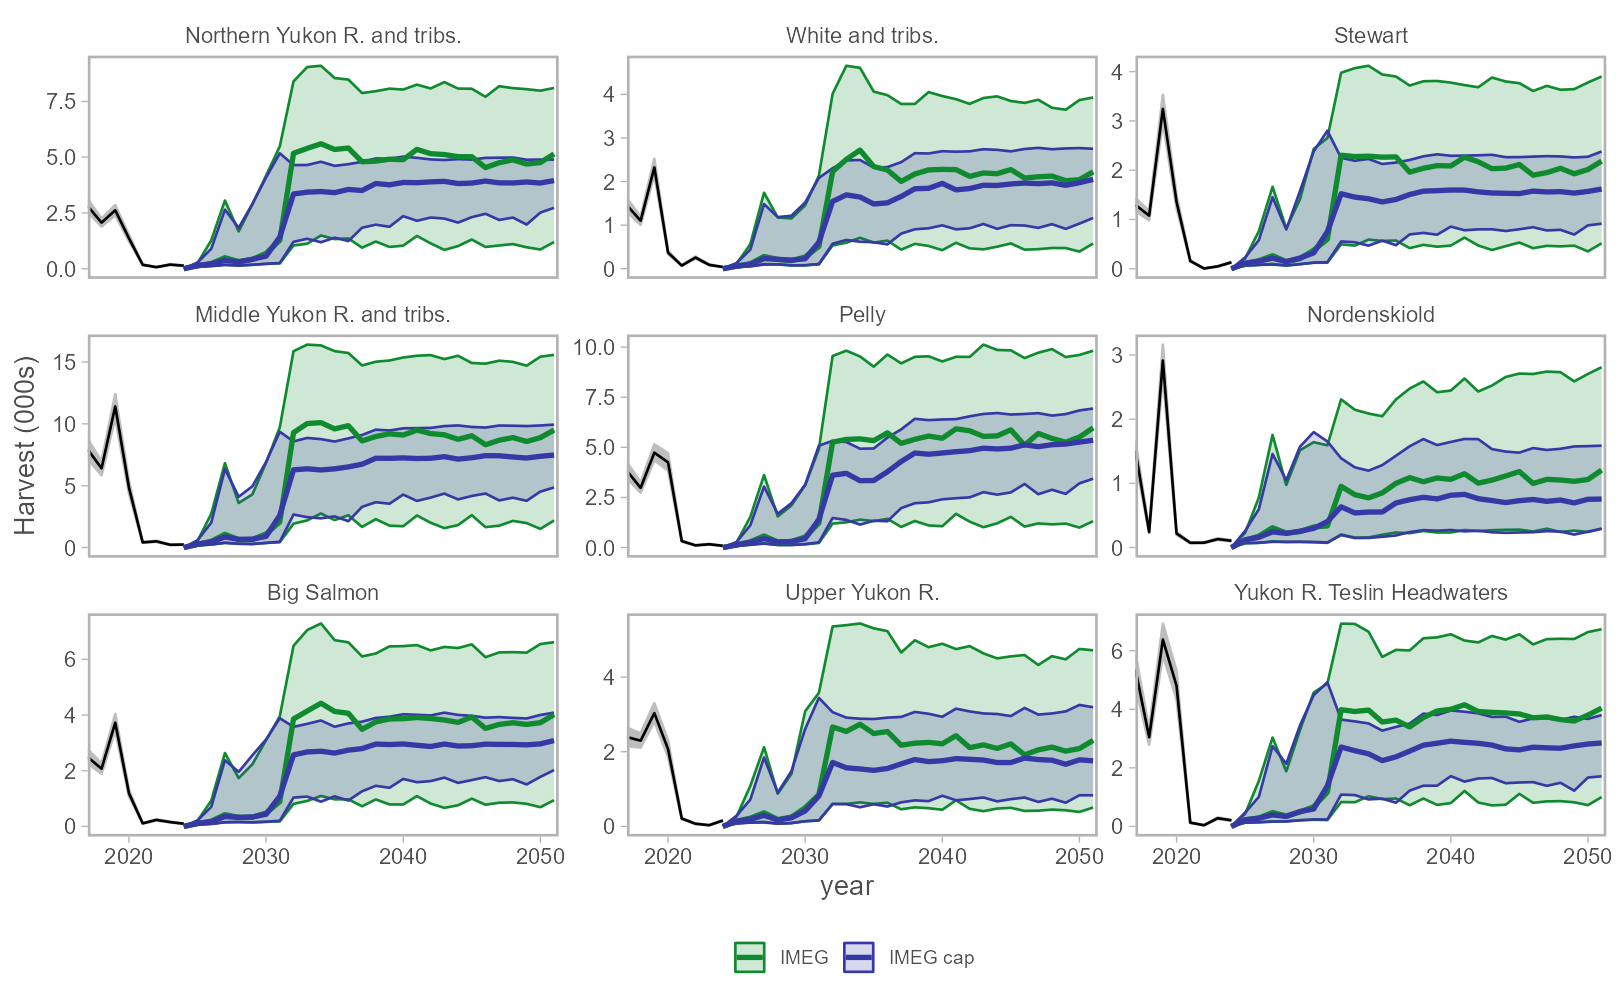 Northern Yukon R. and tribs.
White and tribs.
Stewart
7.5
5.0
2.5
0.0
4
3
2
1
0
4
3
2
1
0
Middle Yukon R. and tribs.
Pelly
Nordenskiold
15
10
5
0
10.0
7.5
5.0
2.5
0.0
3
2
1
0
Harvest (000s)
Big Salmon
Upper Yukon R.
Yukon R. Teslin Headwaters
6
4
2
0
4
2
0
6
4
2
0
2020 2030 2040 2050
2020 2030 2040 2050
2020 2030 2040 2050
year
IMEG
IMEG cap